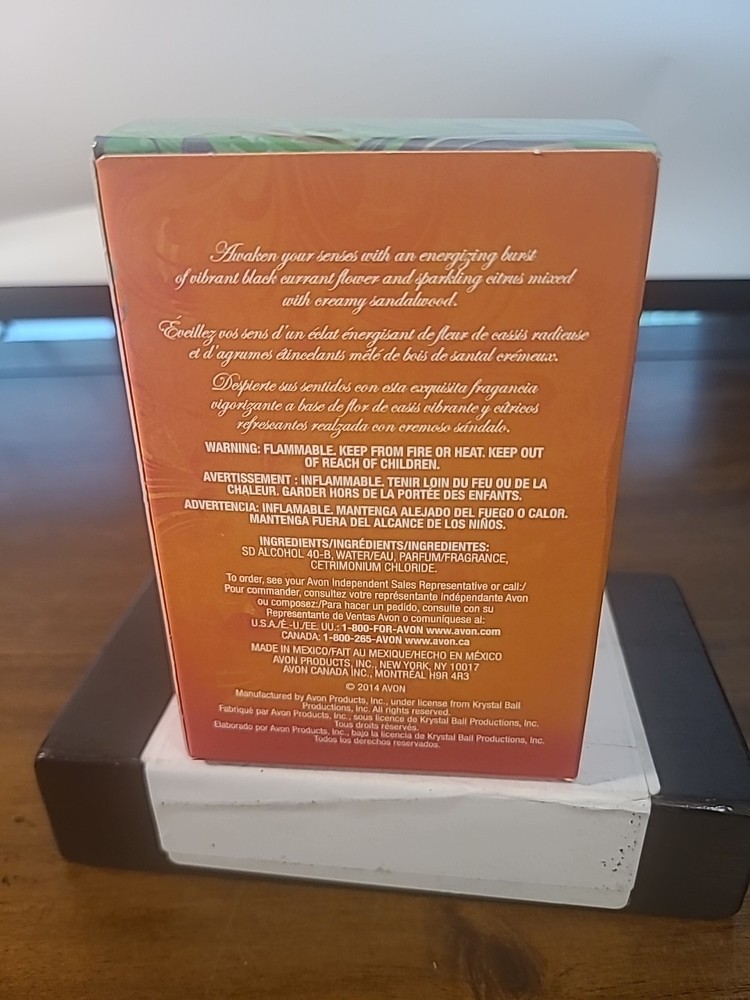 Awaken your senses with an energizing burst
of vibrant black currant flower and sparkling citrus mixed
with creamy sandalwood.
Éveillez vos sens d'un éclat énergisant de fleur de cassis radieuse
et d'agrumes étincelants mêlé de bois de santal crémeux.
Despierte sus sentidos con esta exquisita fragancia
vigorizante a base de flor de casis vibrante y cítricos
refrescantes realzada con cremoso sándalo.
WARNING: FLAMMABLE. KEEP FROM FIRE OR HEAT. KEEP OUT
OF REACH OF CHILDREN.
AVERTISSEMENT : INFLAMMABLE. TENIR LOIN DU FEU OU DE LA
CHALEUR. GARDER HORS DE LA PORTÉE DES ENFANTS.
ADVERTENCIA: INFLAMABLE. MANTENGA ALEJADO DEL FUEGO O CALOR.
MANTENGA FUERA DEL ALCANCE DE LOS NIÑOS.
INGREDIENTS/INGRÉDIENTS/INGREDIENTES:
SD ALCOHOL 40-B, WATER/EAU, PARFUM/FRAGRANCE,
CETRIMONIUM CHLORIDE.
To order, see your Avon Independent Sales Representative or call:/
Pour commander, consultez votre représentante indépendante Avon
ou composez:/Para hacer un pedido, consulte con su
Representante de Ventas Avon o comuníquese al:
U.S.A./É.-U./EE. UU.: 1-800-FOR-AVON www.avon.com
CANADA: 1-800-265-AVON www.avon.ca
MADE IN MEXICO/FAIT AU MEXIQUE/HECHO EN MÉXICO
AVON PRODUCTS, INC., NEW YORK, NY 10017
AVON CANADA INC., MONTRÉAL H9R 4R3
© 2014 AVON
Manufactured by Avon Products, Inc., under license from Krystal Ball
Productions, Inc. All rights reserved.
Fabriqué par Avon Products, Inc., sous licence de Krystal Ball Productions, Inc.
Tous droits réservés.
Elaborado por Avon Products, Inc., bajo la licencia de Krystal Ball Productions, Inc.
Todos los derechos reservados.